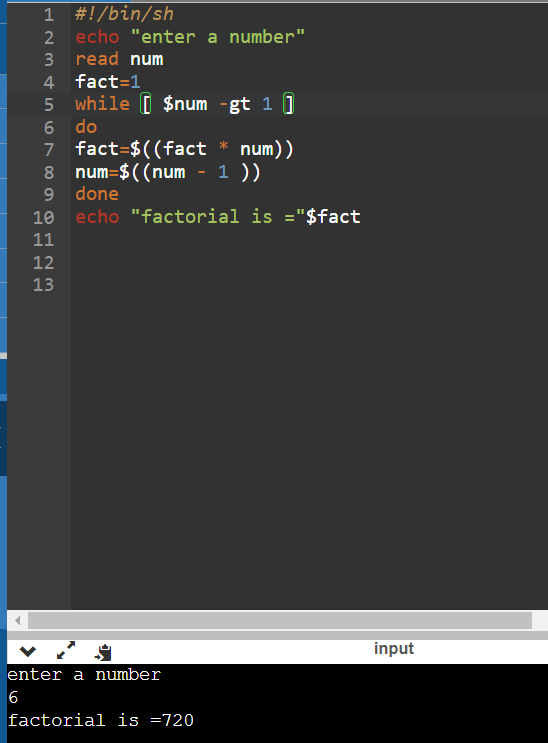 1 #!/bin/sh
2 echo "enter a number"
3 read num
4 fact=1
5 while [ $num -gt 1 ]
6 do
7 fact=$((fact * num))
8 num=$((num - 1 ))
9 done
10 echo "factorial is ="$fact
11
12
13
input
enter a number
6
factorial is =720